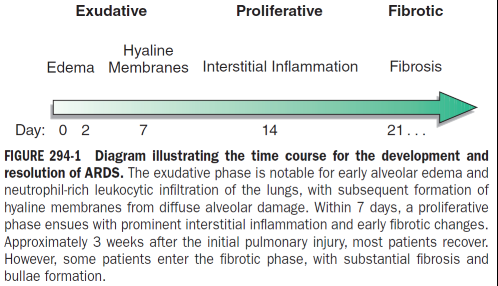 Exudative Proliferative Fibrotic
Hyaline
Edema Membranes Interstitial Inflammation Fibrosis
Day: 0 2 7 14 21 . . .
FIGURE 294-1 Diagram illustrating the time course for the development and
resolution of ARDS. The exudative phase is notable for early alveolar edema and
neutrophil-rich leukocytic infiltration of the lungs, with subsequent formation of
hyaline membranes from diffuse alveolar damage. Within 7 days, a proliferative
phase ensues with prominent interstitial inflammation and early fibrotic changes.
Approximately 3 weeks after the initial pulmonary injury, most patients recover.
However, some patients enter the fibrotic phase, with substantial fibrosis and
bullae formation.